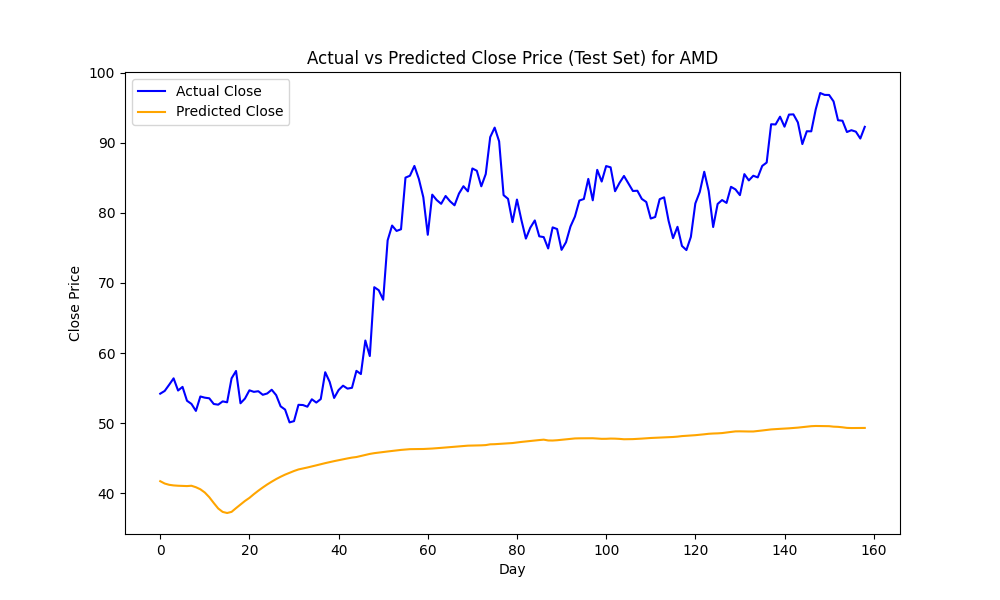 Actual vs Predicted Close Price (Test Set) for AMD
Actual Close
Predicted Close
Close Price
100
90
80
70
60
50
40
0 20 40 60 80 100 120 140 160
Day